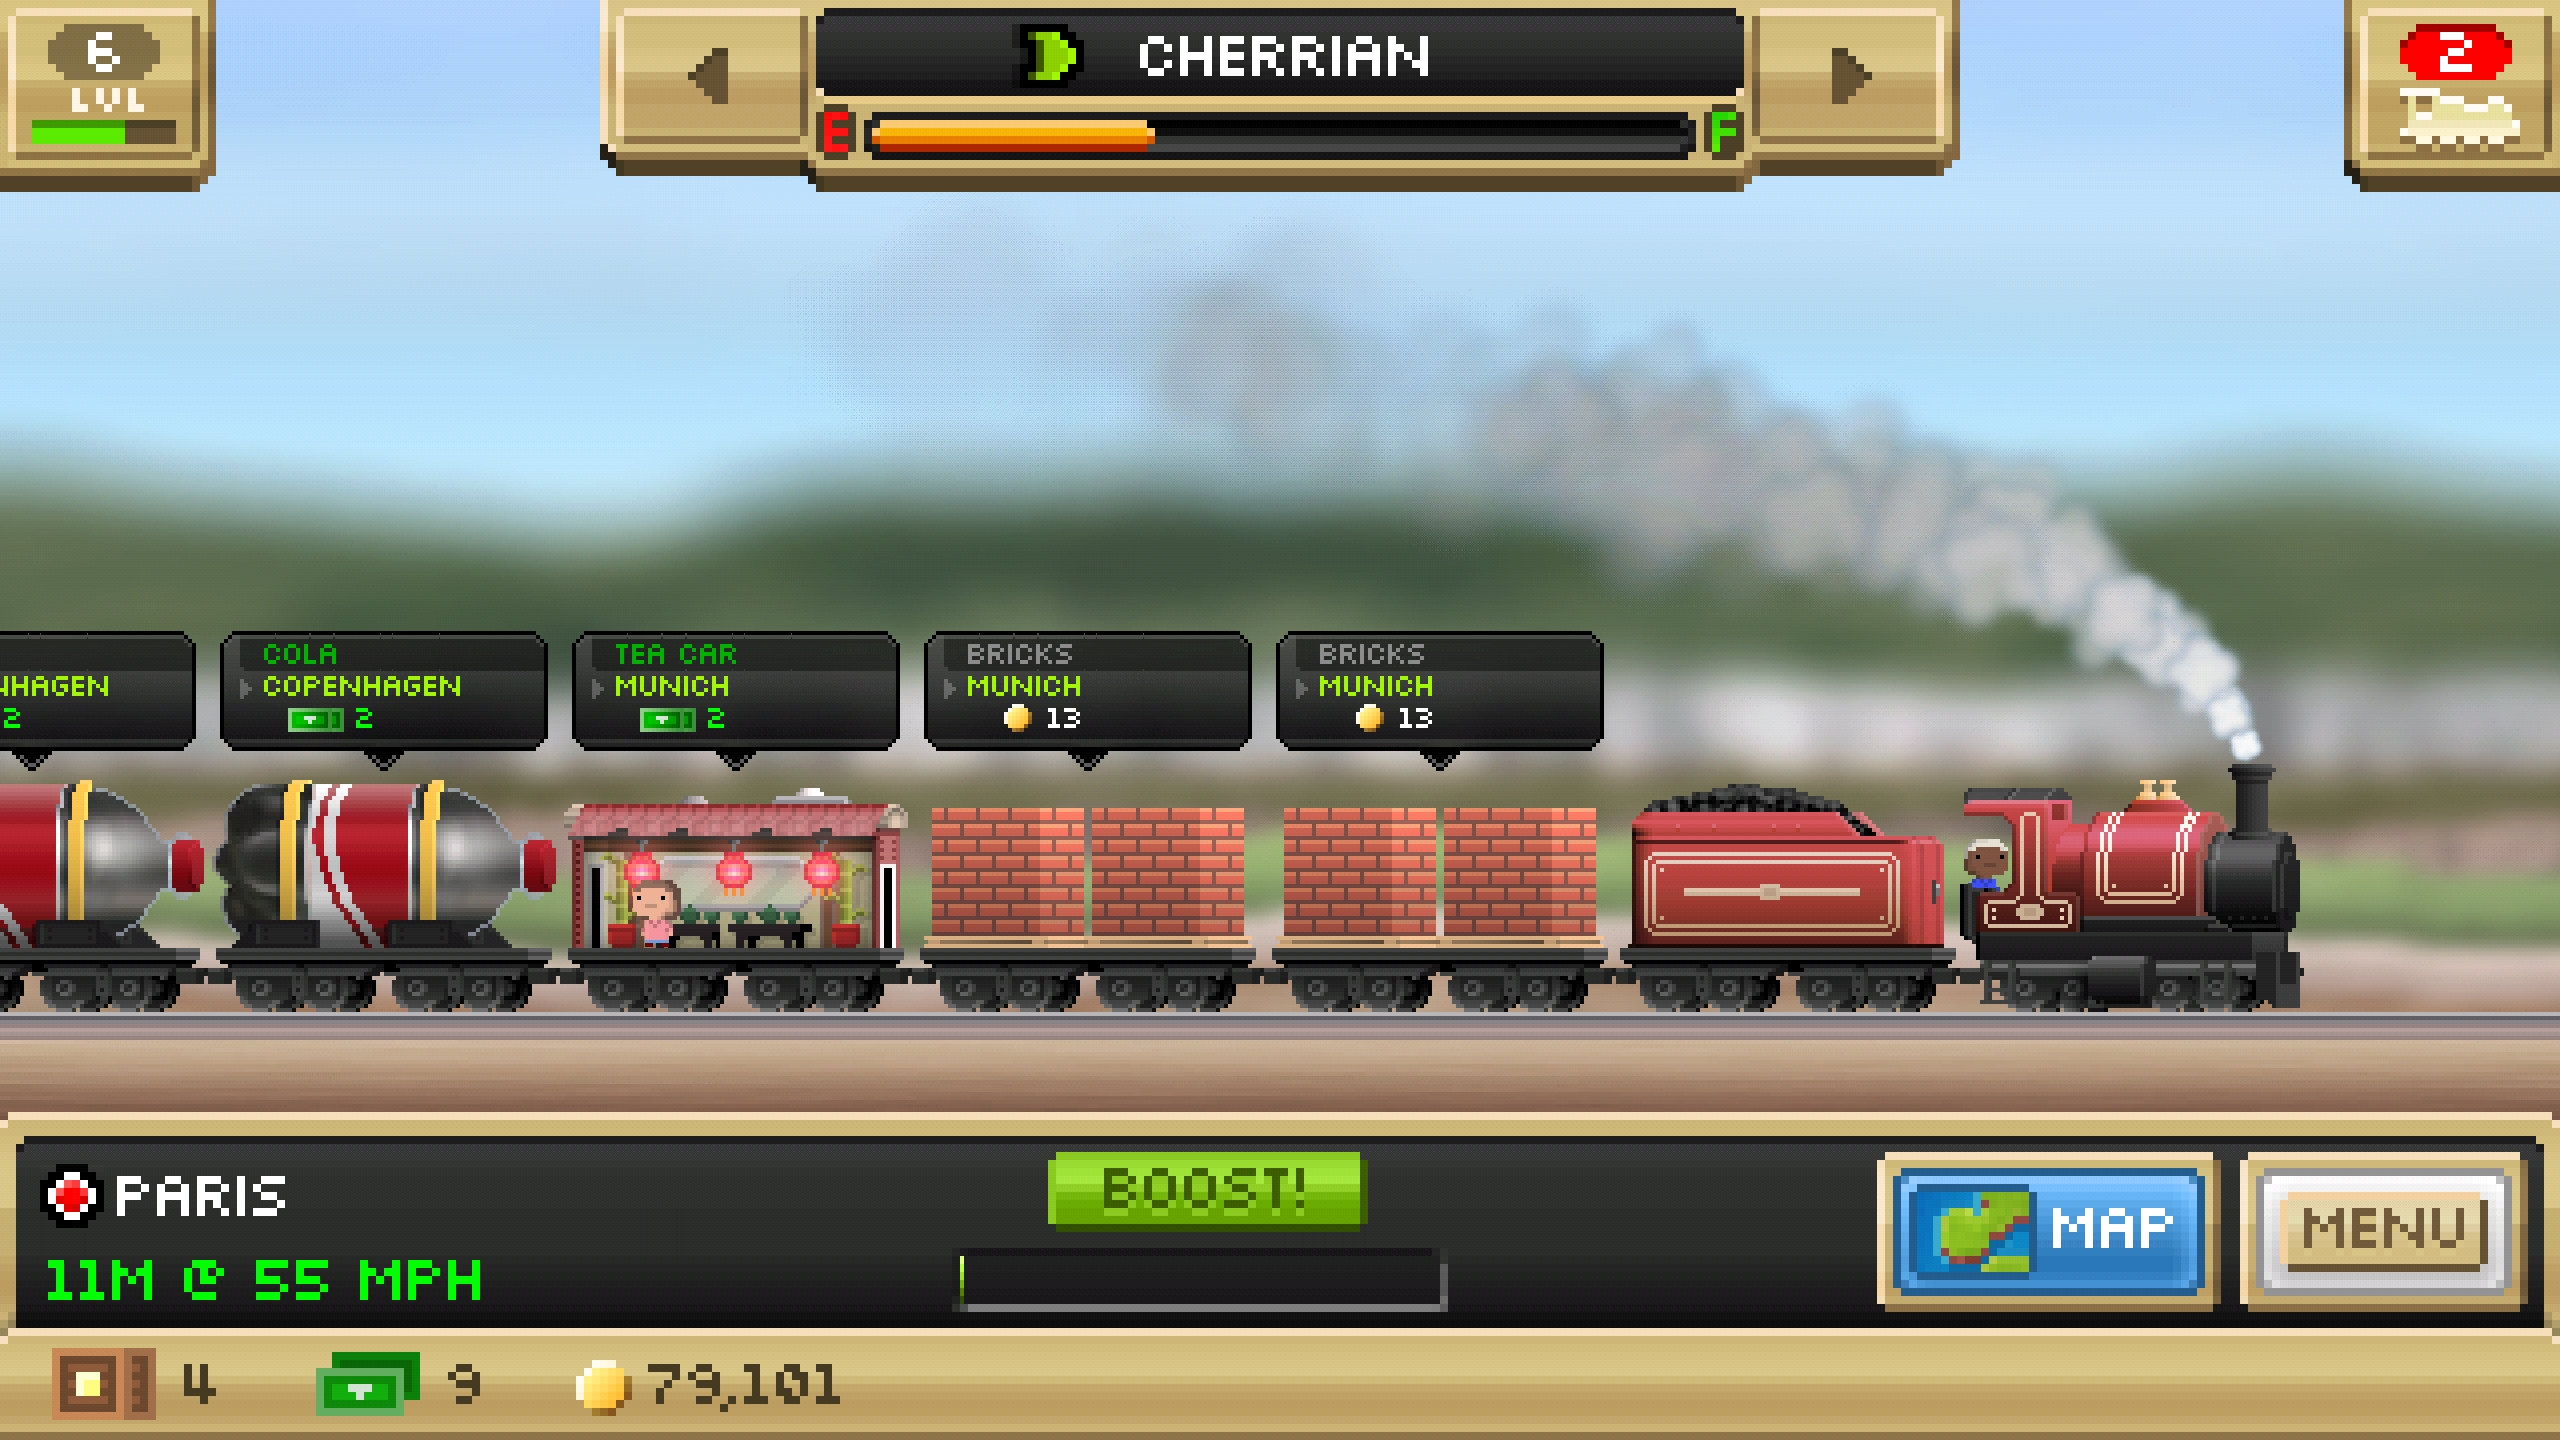 6
LVL
CHERRIAN
E
F
2
NHAGEN
2
COLA
COPENHAGEN
2
TEA CAR
MUNICH
2
BRICKS
MUNICH
13
BRICKS
MUNICH
13
PARIS
11M @ 55 MPH
BOOST!
MAP
MENU
4
9
79,101